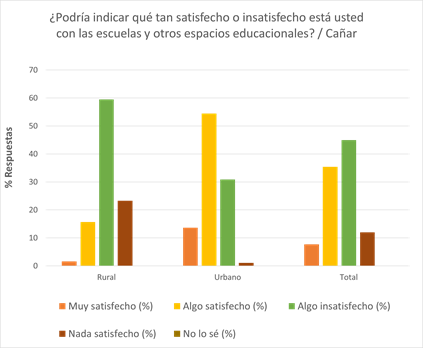 ¿Podría indicar qué tan satisfecho o insatisfecho está usted
con las escuelas y otros espacios educacionales? / Cañar
% Respuestas
70
60
50
40
30
20
10
0
Rural Urbano Total
Muy satisfecho (%) Algo satisfecho (%) Algo insatisfecho (%)
Nada satisfecho (%) No lo sé (%)